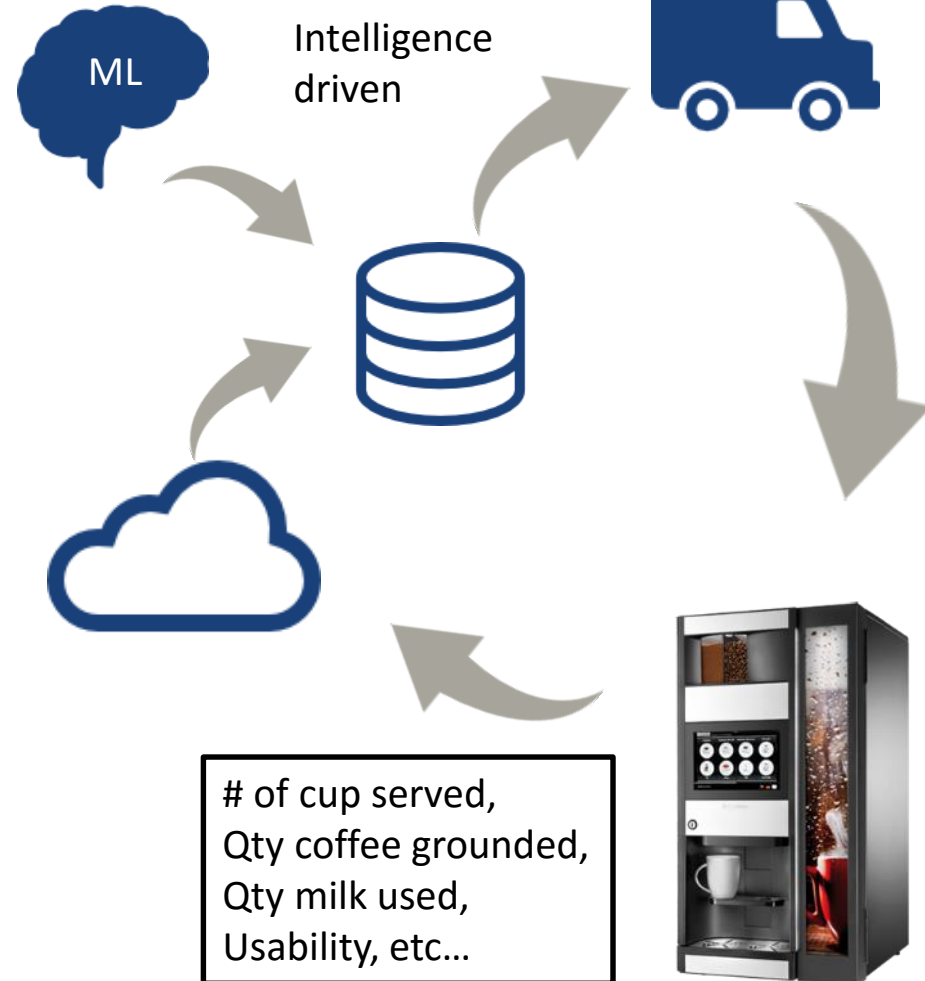 ML
Intelligence
driven
# of cup served,
Qty coffee grounded,
Qty milk used,
Usability, etc...